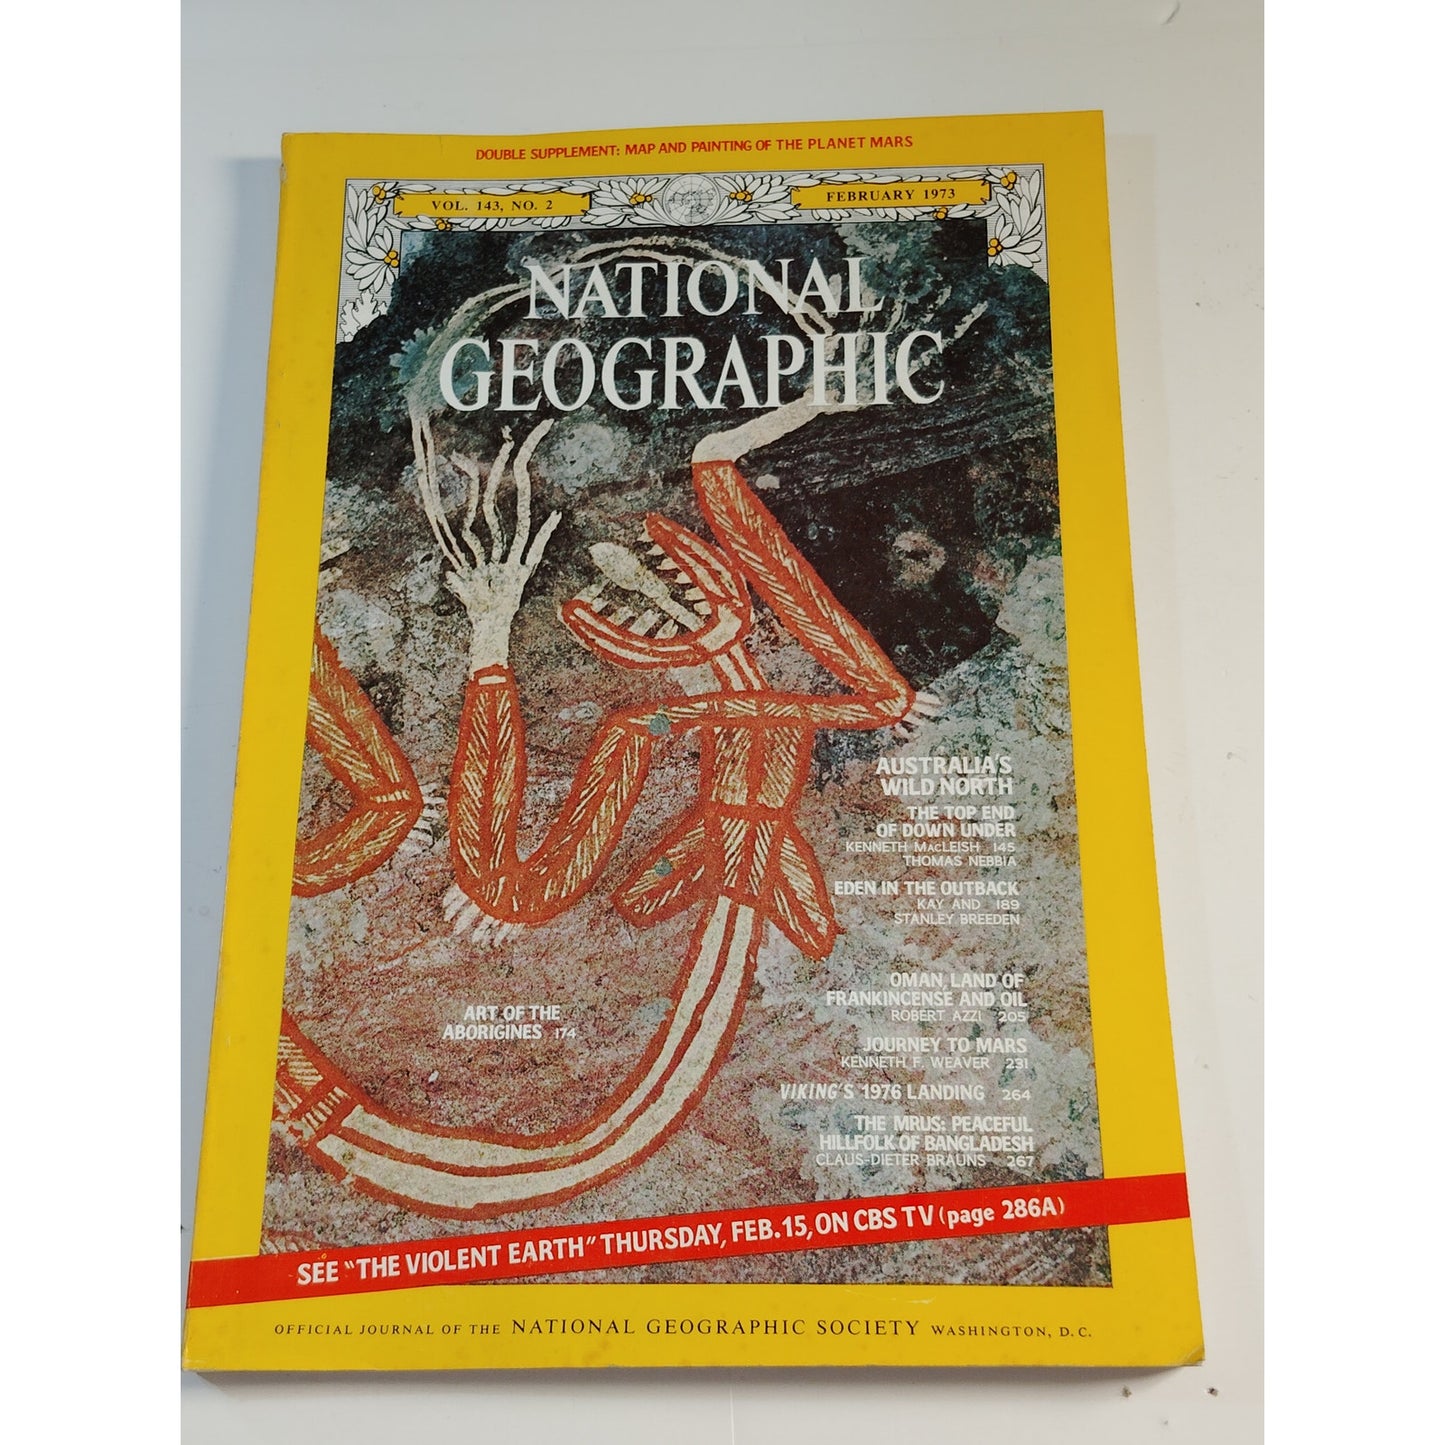 DOUBLE SUPPLEMENT: MAP AND PAINTING OF THE PLANET MARS
VOL. 143, NO. 2
FEBRUARY 1973
NATIONAL
GEOGRAPHIC
AUSTRALIA'S
WILD NORTH
THE TOP END
OF DOWN UNDER
KENNETH MACLEISH 145
THOMAS NEBBIA
EDEN IN THE OUTBACK
KAY AND 189
STANLEY BREEDEN
OMAN, LAND OF
FRANKINCENSE AND OIL
ROBERT AZZI 205
ART OF THE
ABORIGINES 174
JOURNEY TO MARS
KENNETH F. WEAVER 231
VIKING'S 1976 LANDING 264
THE MRUS: PEACEFUL
HILLFOLK OF BANGLADESH
CLAUS-DIETER BRAUNS 267
SEE "THE VIOLENT EARTH" THURSDAY, FEB. 15, ON CBS TV (page 286A)
OFFICIAL JOURNAL OF THE NATIONAL GEOGRAPHIC SOCIETY WASHINGTON, D.C.